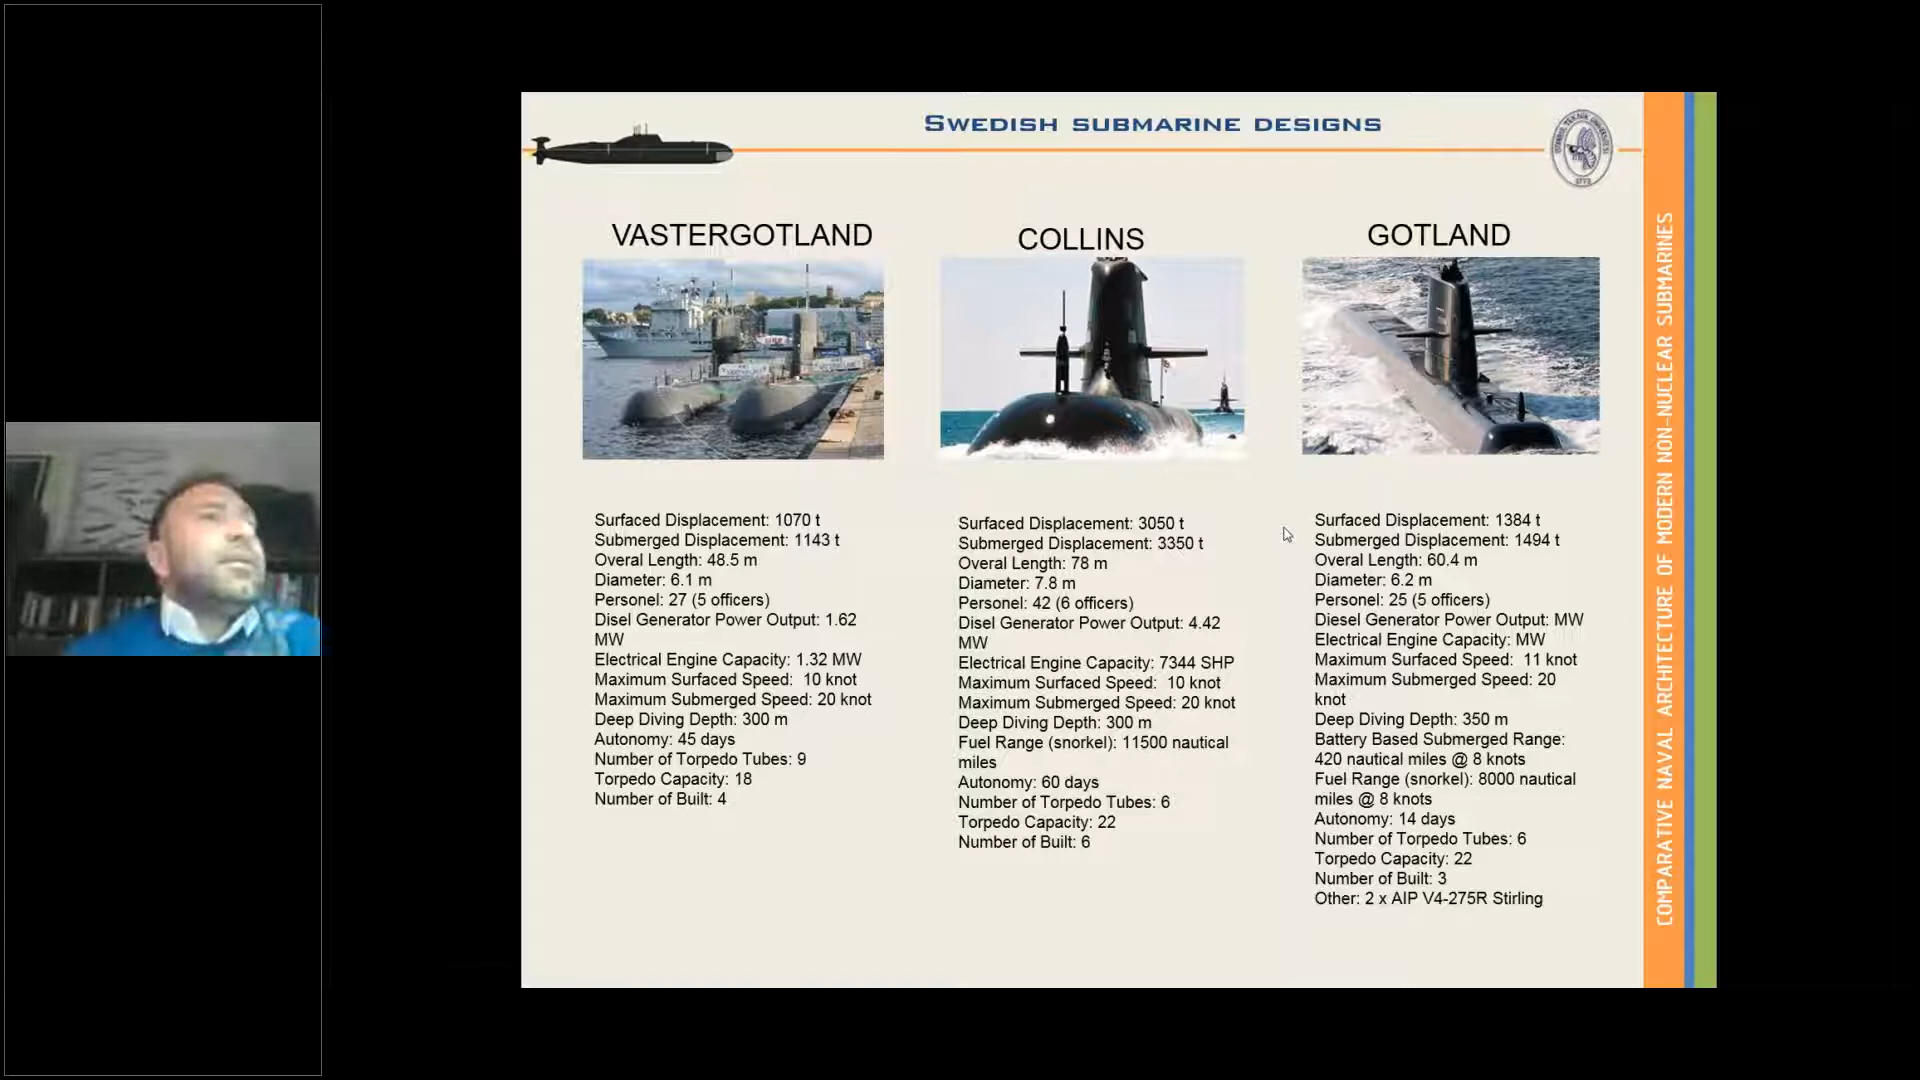 SWEDISH SUBMARINE DESIGNS
VASTERGOTLAND
Surfaced Displacement: 1070 t
Submerged Displacement: 1143 t
Overal Length: 48.5 m
Diameter: 6.1 m
Personel: 27 (5 officers)
Disel Generator Power Output: 1.62
MW
Electrical Engine Capacity: 1.32 MW
Maximum Surfaced Speed: 10 knot
Maximum Submerged Speed: 20 knot
Deep Diving Depth: 300 m
Autonomy: 45 days
Number of Torpedo Tubes: 9
Torpedo Capacity: 18
Number of Built: 4
COLLINS
Surfaced Displacement: 3050 t
Submerged Displacement: 3350 t
Overal Length: 78 m
Diameter: 7.8 m
Personel: 42 (6 officers)
Disel Generator Power Output: 4.42
MW
Electrical Engine Capacity: 7344 SHP
Maximum Surfaced Speed: 10 knot
Maximum Submerged Speed: 20 knot
Deep Diving Depth: 300 m
Fuel Range (snorkel): 11500 nautical
miles
Autonomy: 60 days
Number of Torpedo Tubes: 6
Torpedo Capacity: 22
Number of Built: 6
GOTLAND
Surfaced Displacement: 1384 t
Submerged Displacement: 1494 t
Overal Length: 60.4 m
Diameter: 6.2 m
Personel: 25 (5 officers)
Diesel Generator Power Output: MW
Electrical Engine Capacity: MW
Maximum Surfaced Speed: 11 knot
Maximum Submerged Speed: 20
knot
Deep Diving Depth: 350 m
Battery Based Submerged Range:
420 nautical miles @ 8 knots
Fuel Range (snorkel): 8000 nautical
miles @ 8 knots
Autonomy: 14 days
Number of Torpedo Tubes: 6
Torpedo Capacity: 22
Number of Built: 3
Other: 2 x AIP V4-275R Stirling
COMPARATIVE NAVAL ARCHITECTURE OF MODERN NON-NUCLEAR SUBMARINES